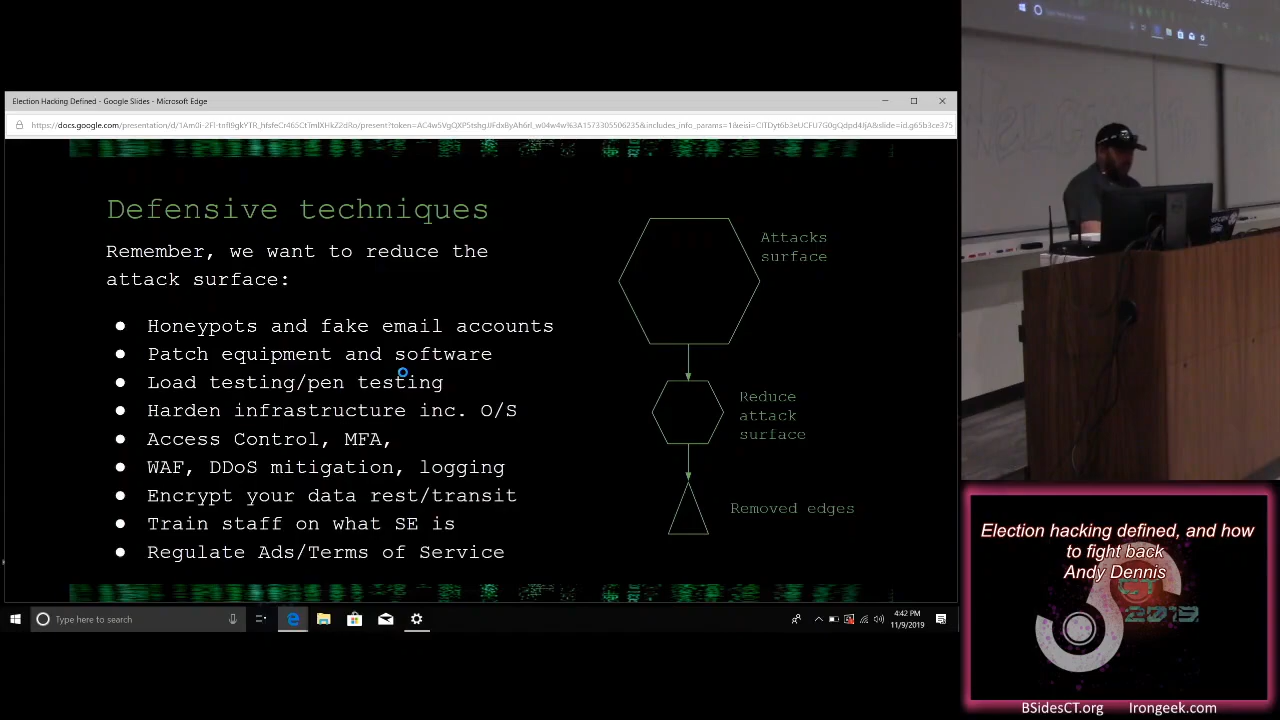 Election Hacking Defined - Google Slides - Microsoft Edge
Defensive techniques
Remember, we want to reduce the
attack surface:
● Honeypots and fake email accounts
● Patch equipment and software
● Load testing/pen testing
● Harden infrastructure inc. O/S
● Access Control, MFA,
● WAF, DDoS mitigation, logging
● Encrypt your data rest/transit
● Train staff on what SE is
● Regulate Ads/Terms of Service
Attacks
surface
Reduce
attack
surface
Removed edges
Type here to search
4:42 PM
11/9/2019
Election hacking defined, and how
to fight back
Andy Dennis
CT
2019
BSidesCT.org
Irongeek.com